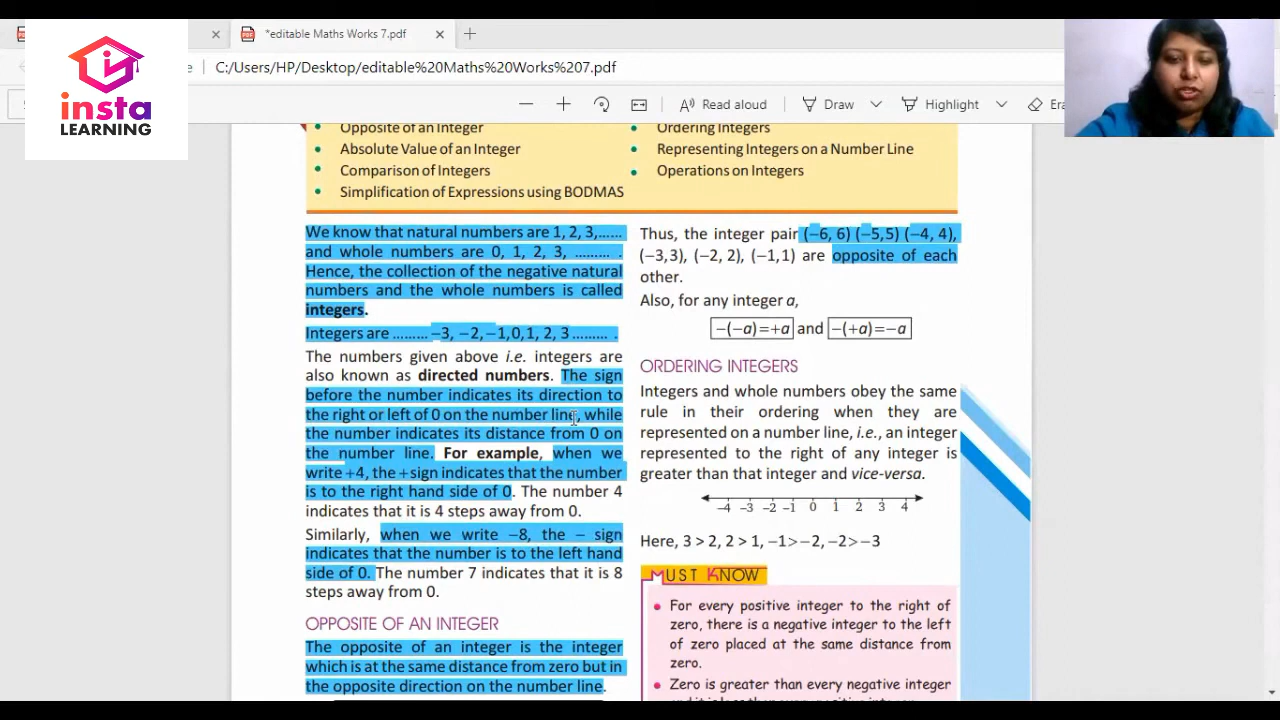 *editable Maths Works 7.pdf
insta
LEARNING
C:/Users/HP/Desktop/editable%20Maths%20Works%207.pdf
Read aloud
Draw
Highlight
Era
• Opposite of an Integer
• Absolute Value of an Integer
• Comparison of Integers
• Simplification of Expressions using BODMAS
• Ordering Integers
• Representing Integers on a Number Line
• Operations on Integers
We know that natural numbers are 1, 2, 3,......
and whole numbers are 0, 1, 2, 3, ......... .
Hence, the collection of the negative natural
numbers and the whole numbers is called
integers.
Integers are ......... −3, −2, −1,0,1, 2, 3 ......... .
The numbers given above i.e. integers are
also known as directed numbers. The sign
before the number indicates its direction to
the right or left of 0 on the number line, while
the number indicates its distance from 0 on
the number line. For example, when we
write +4, the + sign indicates that the number
is to the right hand side of 0. The number 4
indicates that it is 4 steps away from 0.
Similarly, when we write −8, the − sign
indicates that the number is to the left hand
side of 0. The number 7 indicates that it is 8
steps away from 0.
OPPOSITE OF AN INTEGER
The opposite of an integer is the integer
which is at the same distance from zero but in
the opposite direction on the number line.
Thus, the integer pair (−6, 6) (−5,5) (−4, 4),
(−3,3), (−2, 2), (−1,1) are opposite of each
other.
Also, for any integer a,
−(−a)=+a and −(+a)=−a
ORDERING INTEGERS
Integers and whole numbers obey the same
rule in their ordering when they are
represented on a number line, i.e., an integer
represented to the right of any integer is
greater than that integer and vice-versa.
−4 −3 −2 −1 0 1 2 3 4
Here, 3 > 2, 2 > 1, −1>−2, −2>−3
MUST KNOW
• For every positive integer to the right of
zero, there is a negative integer to the left
of zero placed at the same distance from
zero.
• Zero is greater than every negative integer